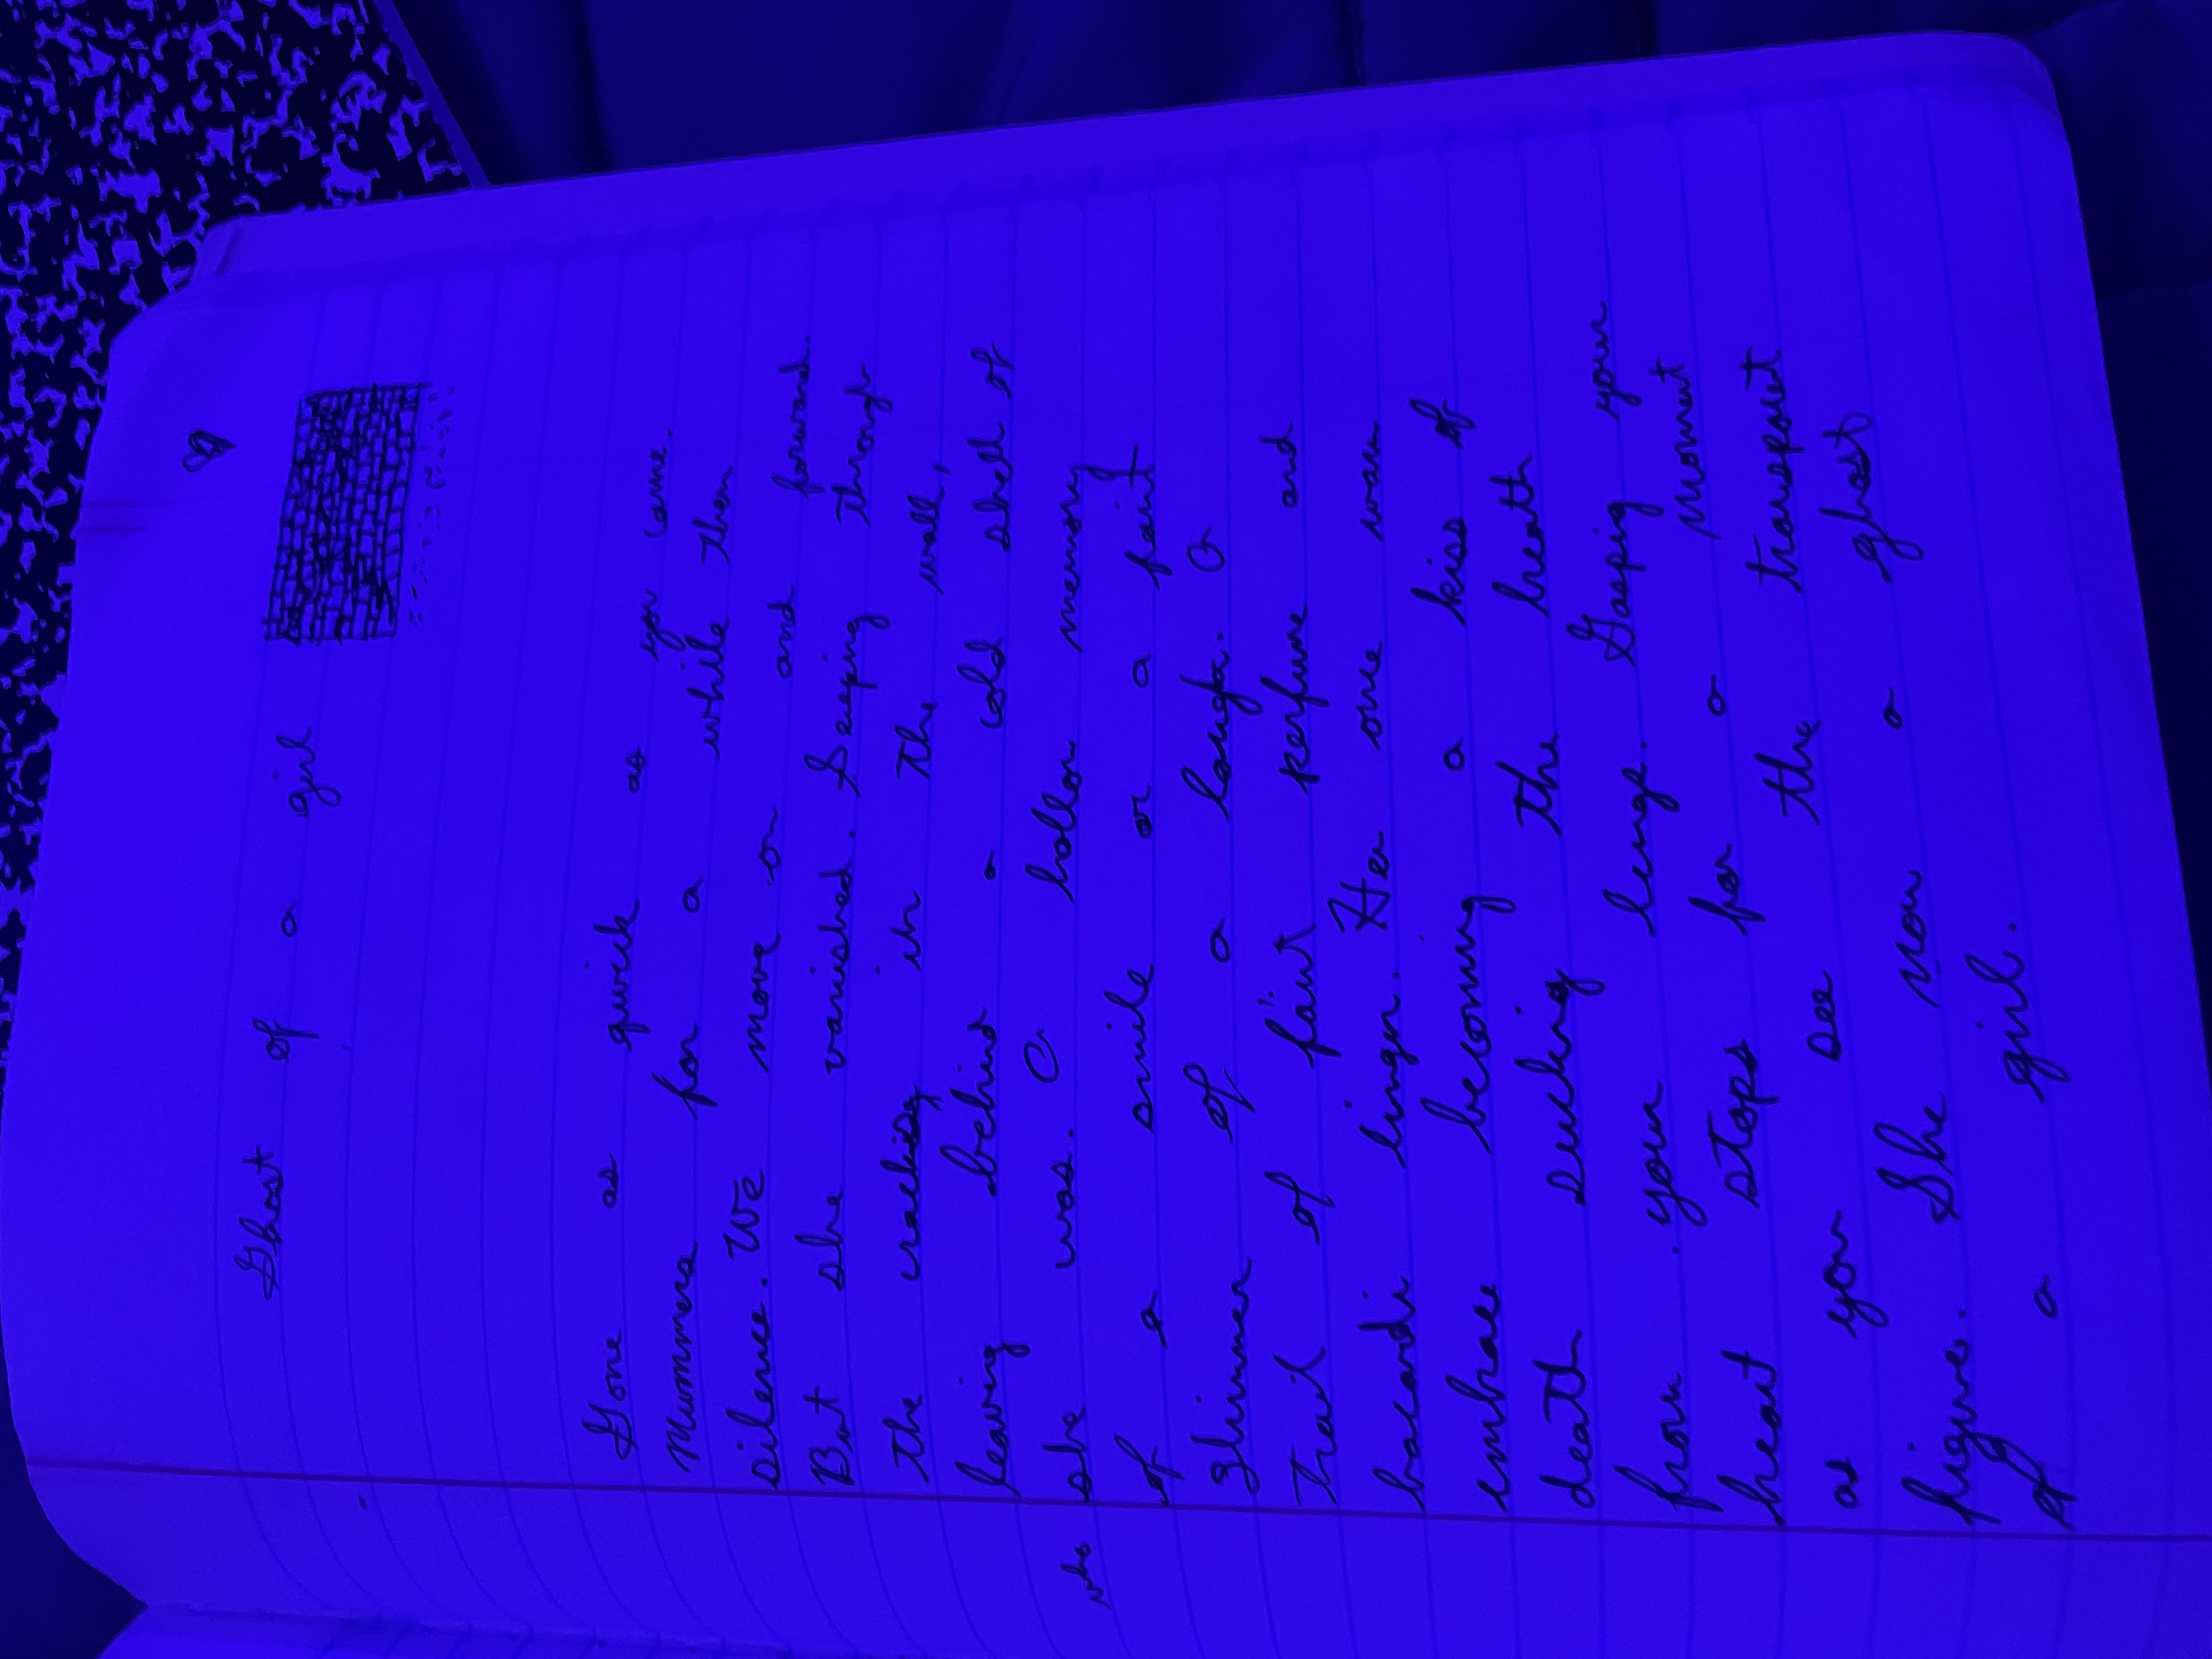 Ghost of a girl
Gone as quick as you came.
Mummers for a while then
silence. We move on and forward.
But she vanished. Seeping through
the cracking in the wall,
leaving behind a cold shell of
who she was. A hollow memory
of a smile or a faint
glimmer of a laugh. A
trail of faint perfume and
bacardi linger. Her once warm
embrace becoming a kiss of
death sucking the breath
from your lungs. Gasping your
heart stops for a moment
as you see the transparent
figure. She now a ghost
of a girl.